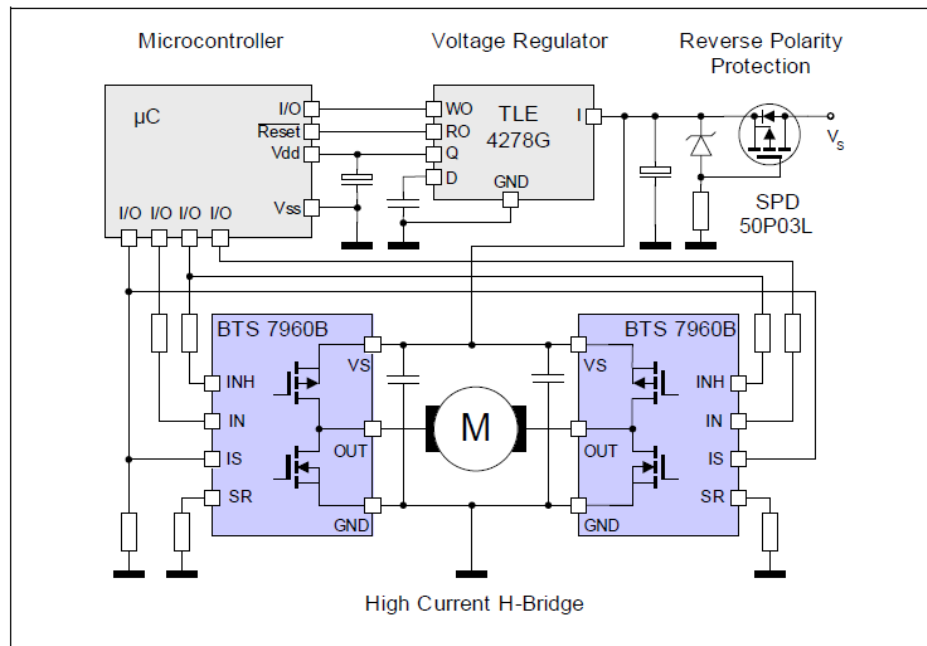 Microcontroller
Voltage Regulator
Reverse Polarity
Protection
µC
I/O
Reset
Vdd
Vss
I/O I/O I/O I/O
WO
RO
Q
D
TLE
4278G
I
GND
V_S
SPD
50P03L
BTS 7960B
VS
INH
IN
IS
SR
OUT
GND
M
BTS 7960B
VS
INH
IN
IS
SR
OUT
GND
High Current H-Bridge